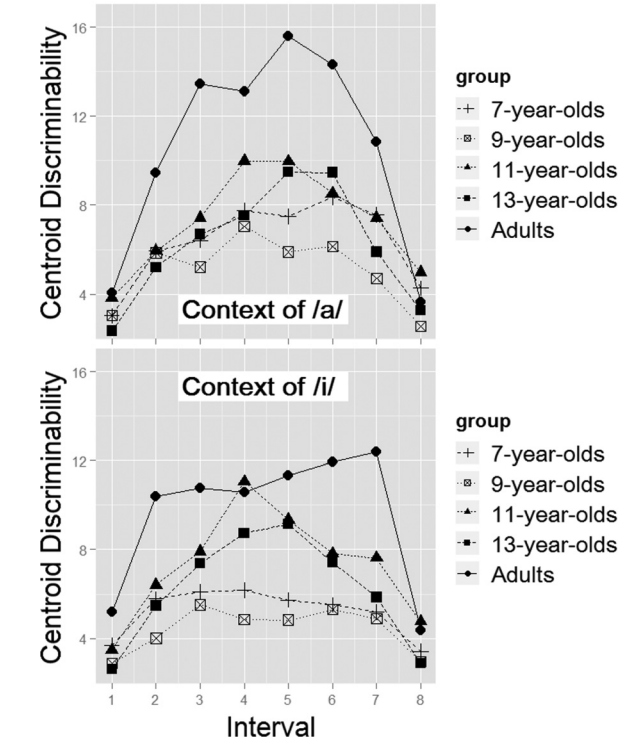 16
12
8
4
Centroid Discriminability
Context of /a/
group
7-year-olds
9-year-olds
11-year-olds
13-year-olds
Adults
16
12
8
4
Centroid Discriminability
Context of /i/
group
7-year-olds
9-year-olds
11-year-olds
13-year-olds
Adults
1 2 3 4 5 6 7 8
Interval